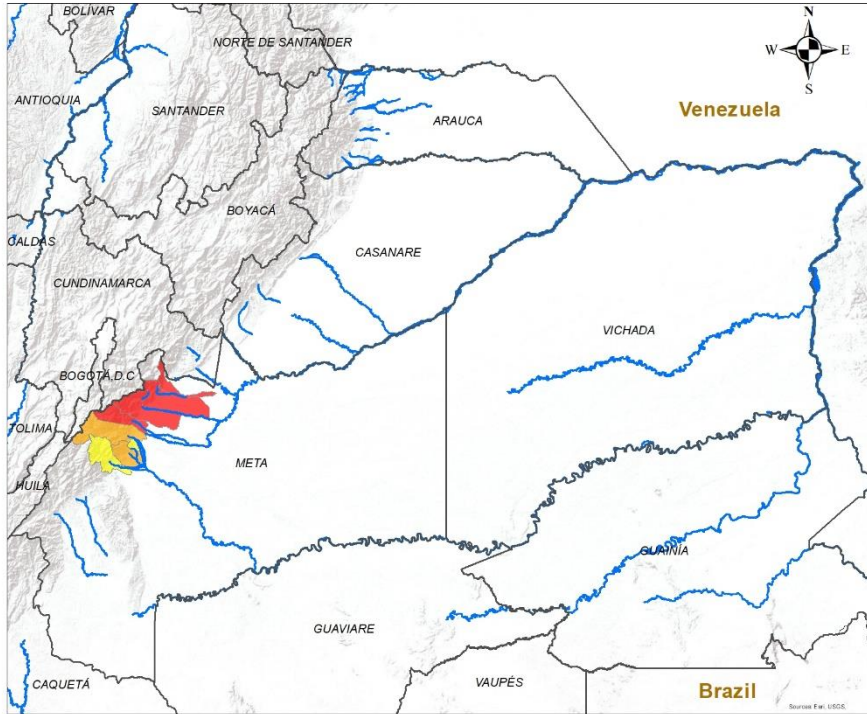 BOLÍVAR
N
NORTE DE SANTANDER
W
E
S
ANTIOQUIA
SANTANDER
ARAUCA
Venezuela
BOYACÁ
CALDAS
CASANARE
CUNDINAMARCA
VICHADA
BOGOTÁ, D.C
TOLIMA
META
HUILA
GUAINÍA
GUAVIARE
CAQUETÁ
VAUPÉS
Brazil
Sources: Esri, USGS,